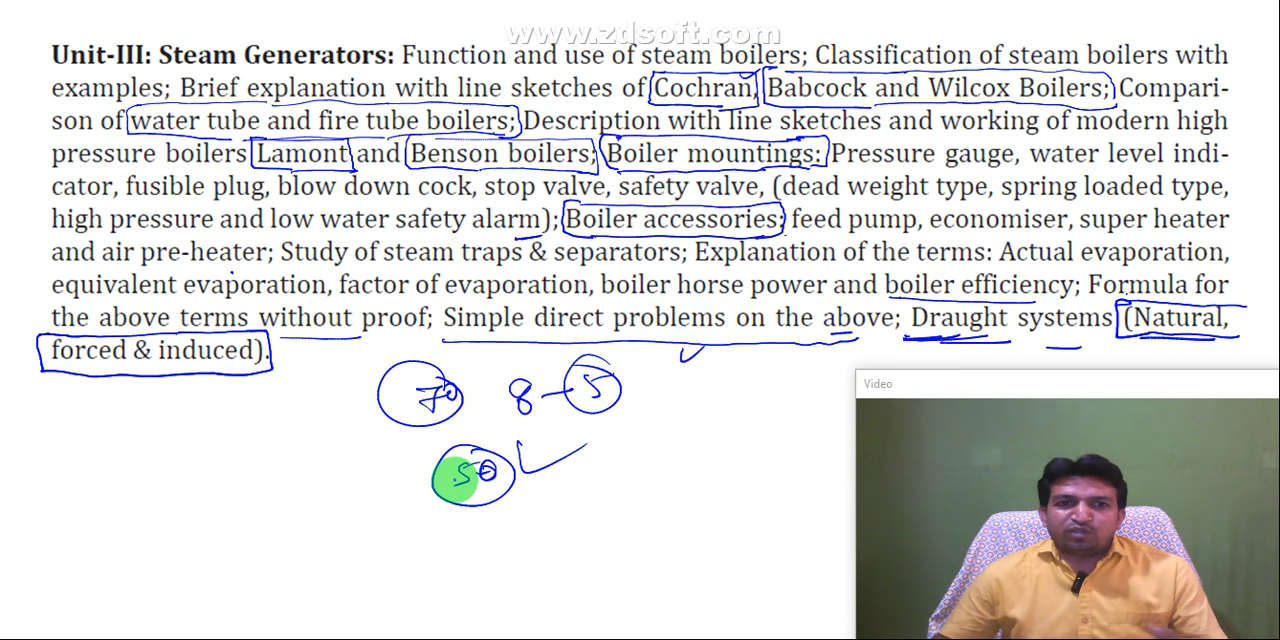 www.zdsoft.com
Unit-III: Steam Generators: Function and use of steam boilers; Classification of steam boilers with
examples; Brief explanation with line sketches of Cochran, Babcock and Wilcox Boilers; Compari-
son of water tube and fire tube boilers; Description with line sketches and working of modern high
pressure boilers Lamont and Benson boilers; Boiler mountings: Pressure gauge, water level indi-
cator, fusible plug, blow down cock, stop valve, safety valve, (dead weight type, spring loaded type,
high pressure and low water safety alarm); Boiler accessories: feed pump, economiser, super heater
and air pre-heater; Study of steam traps & separators; Explanation of the terms: Actual evaporation,
equivalent evaporation, factor of evaporation, boiler horse power and boiler efficiency; Formula for
the above terms without proof; Simple direct problems on the above; Draught systems (Natural,
forced & induced).
70 8-5
50
Video